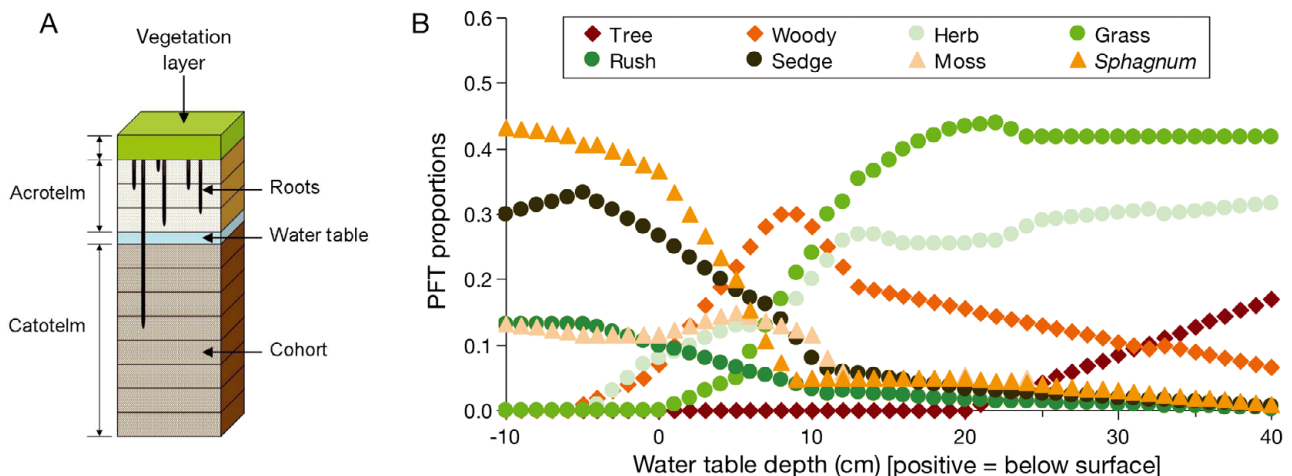 A
Vegetation
layer
Acrotelm
Catotelm
Roots
Water table
Cohort
B
Tree Woody Herb Grass
Rush Sedge Moss Sphagnum
PFT proportions
0.6
0.5
0.4
0.3
0.2
0.1
0.0
-10 0 10 20 30 40
Water table depth (cm) [positive = below surface]